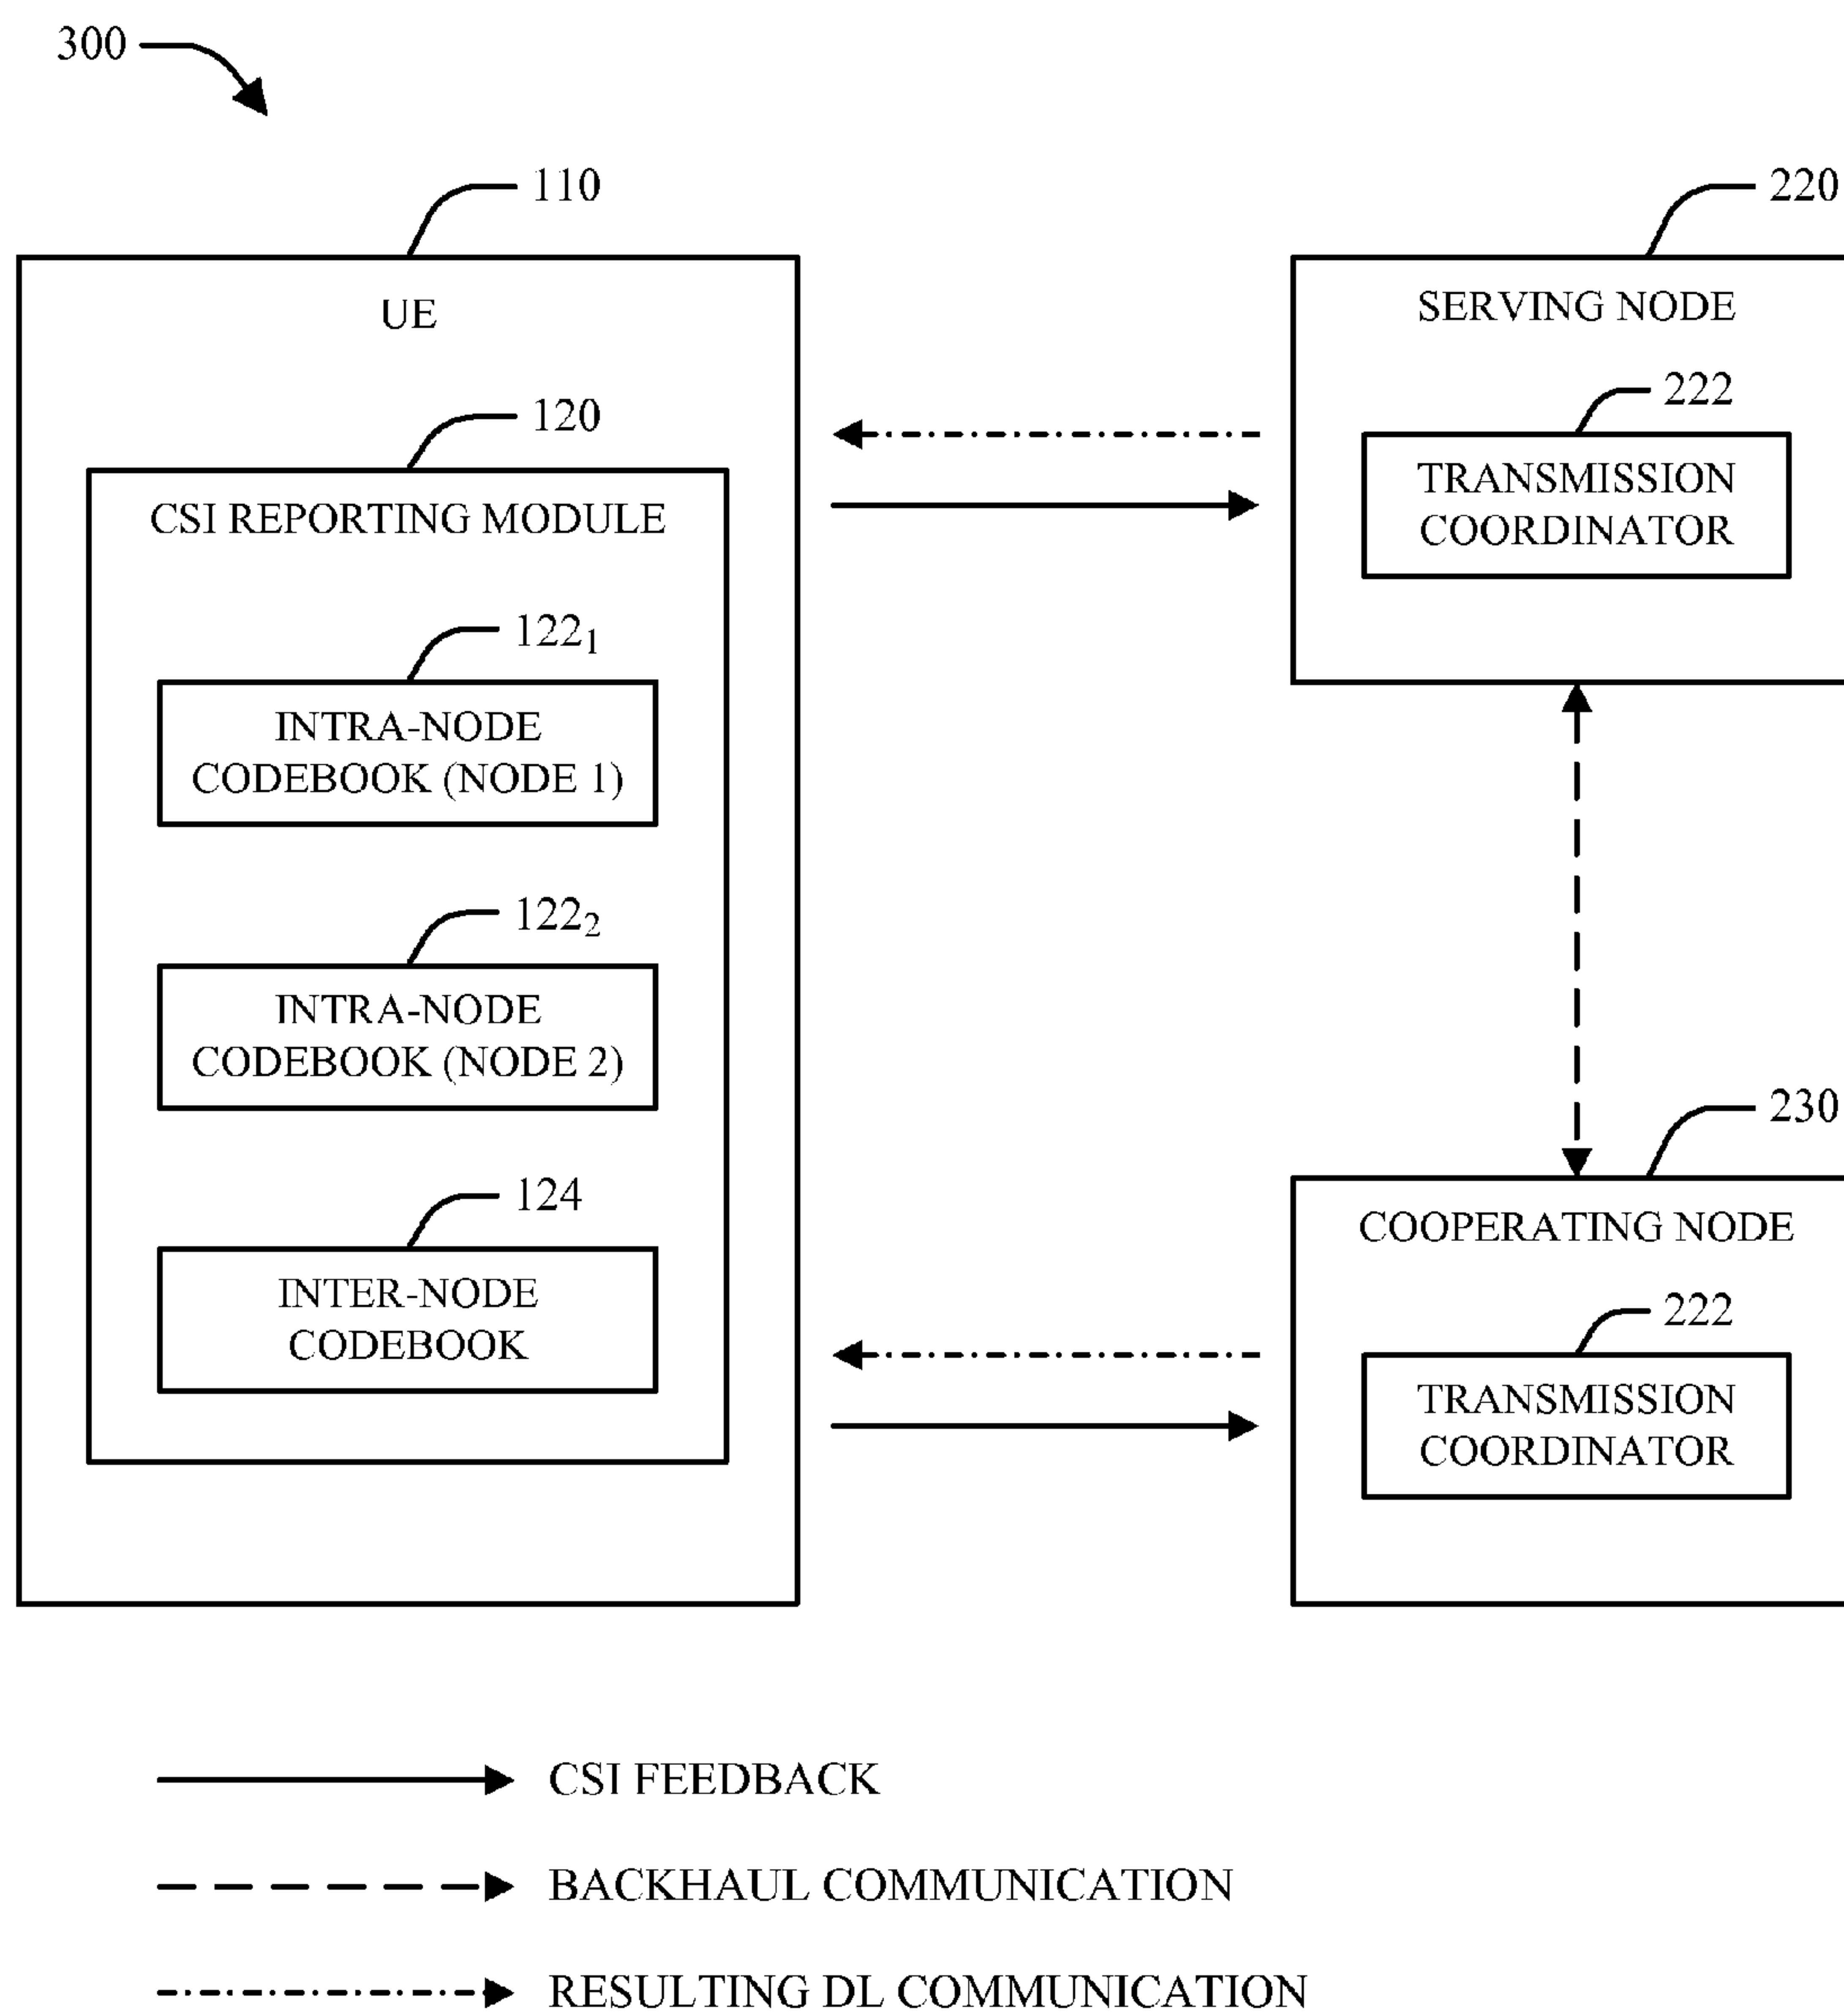 300
110
220
UE
SERVING NODE
120
222
CSI REPORTING MODULE
TRANSMISSION
COORDINATOR
122₁
INTRA-NODE
CODEBOOK (NODE 1)
122₂
INTRA-NODE
CODEBOOK (NODE 2)
230
124
COOPERATING NODE
INTER-NODE
CODEBOOK
222
TRANSMISSION
COORDINATOR
CSI FEEDBACK
BACKHAUL COMMUNICATION
RESULTING DL COMMUNICATION